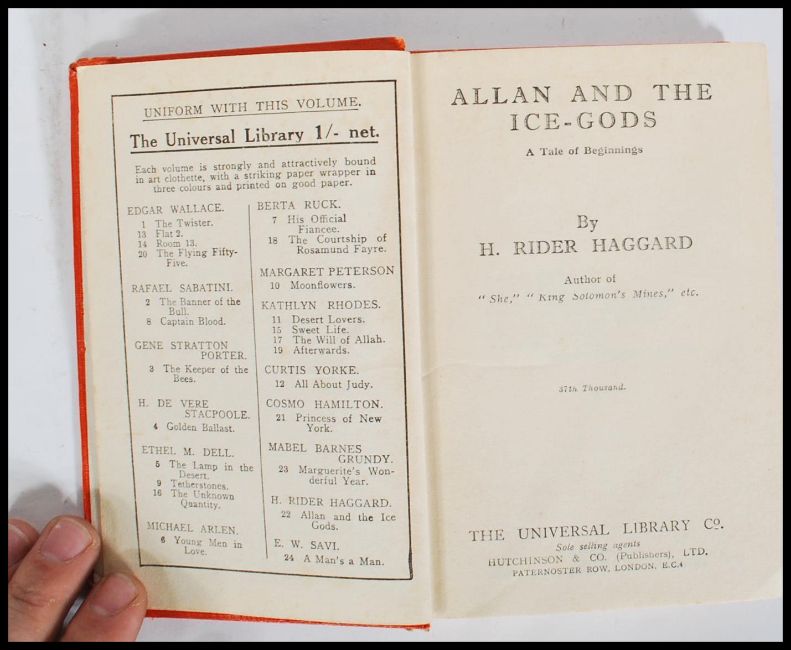 UNIFORM WITH THIS VOLUME.
The Universal Library 1/- net.
Each volume is strongly and attractively bound
in art clothette, with a striking paper wrapper in
three colours and printed on good paper.
EDGAR WALLACE.
1 The Twister.
13 Flat 2.
14 Room 13.
20 The Flying Fifty-
Five.
RAFAEL SABATINI.
2 The Banner of the
Bull.
8 Captain Blood.
GENE STRATTON
PORTER.
3 The Keeper of the
Bees.
H. DE VERE
STACPOOLE.
4 Golden Ballast.
ETHEL M. DELL.
5 The Lamp in the
Desert.
9 Tetherstones.
16 The Unknown
Quantity.
MICHAEL ARLEN.
6 Young Men in
Love.
BERTA RUCK.
7 His Official
Fiancee.
18 The Courtship of
Rosamund Fayre.
MARGARET PETERSON
10 Moonflowers.
KATHLYN RHODES.
11 Desert Lovers.
15 Sweet Life.
17 The Will of Allah.
19 Afterwards.
CURTIS YORKE.
12 All About Judy.
COSMO HAMILTON.
21 Princess of New
York.
MABEL BARNES
GRUNDY.
23 Marguerite's Won-
derful Year.
H. RIDER HAGGARD.
22 Allan and the Ice
Gods.
E. W. SAVI.
24 A Man's a Man.
ALLAN AND THE
ICE-GODS
A Tale of Beginnings
By
H. RIDER HAGGARD
Author of
"She," "King Solomon's Mines," etc.
57th Thousand.
THE UNIVERSAL LIBRARY Co.
Sole selling agents
HUTCHINSON & CO. (Publishers), LTD.
PATERNOSTER ROW, LONDON, E.C.4